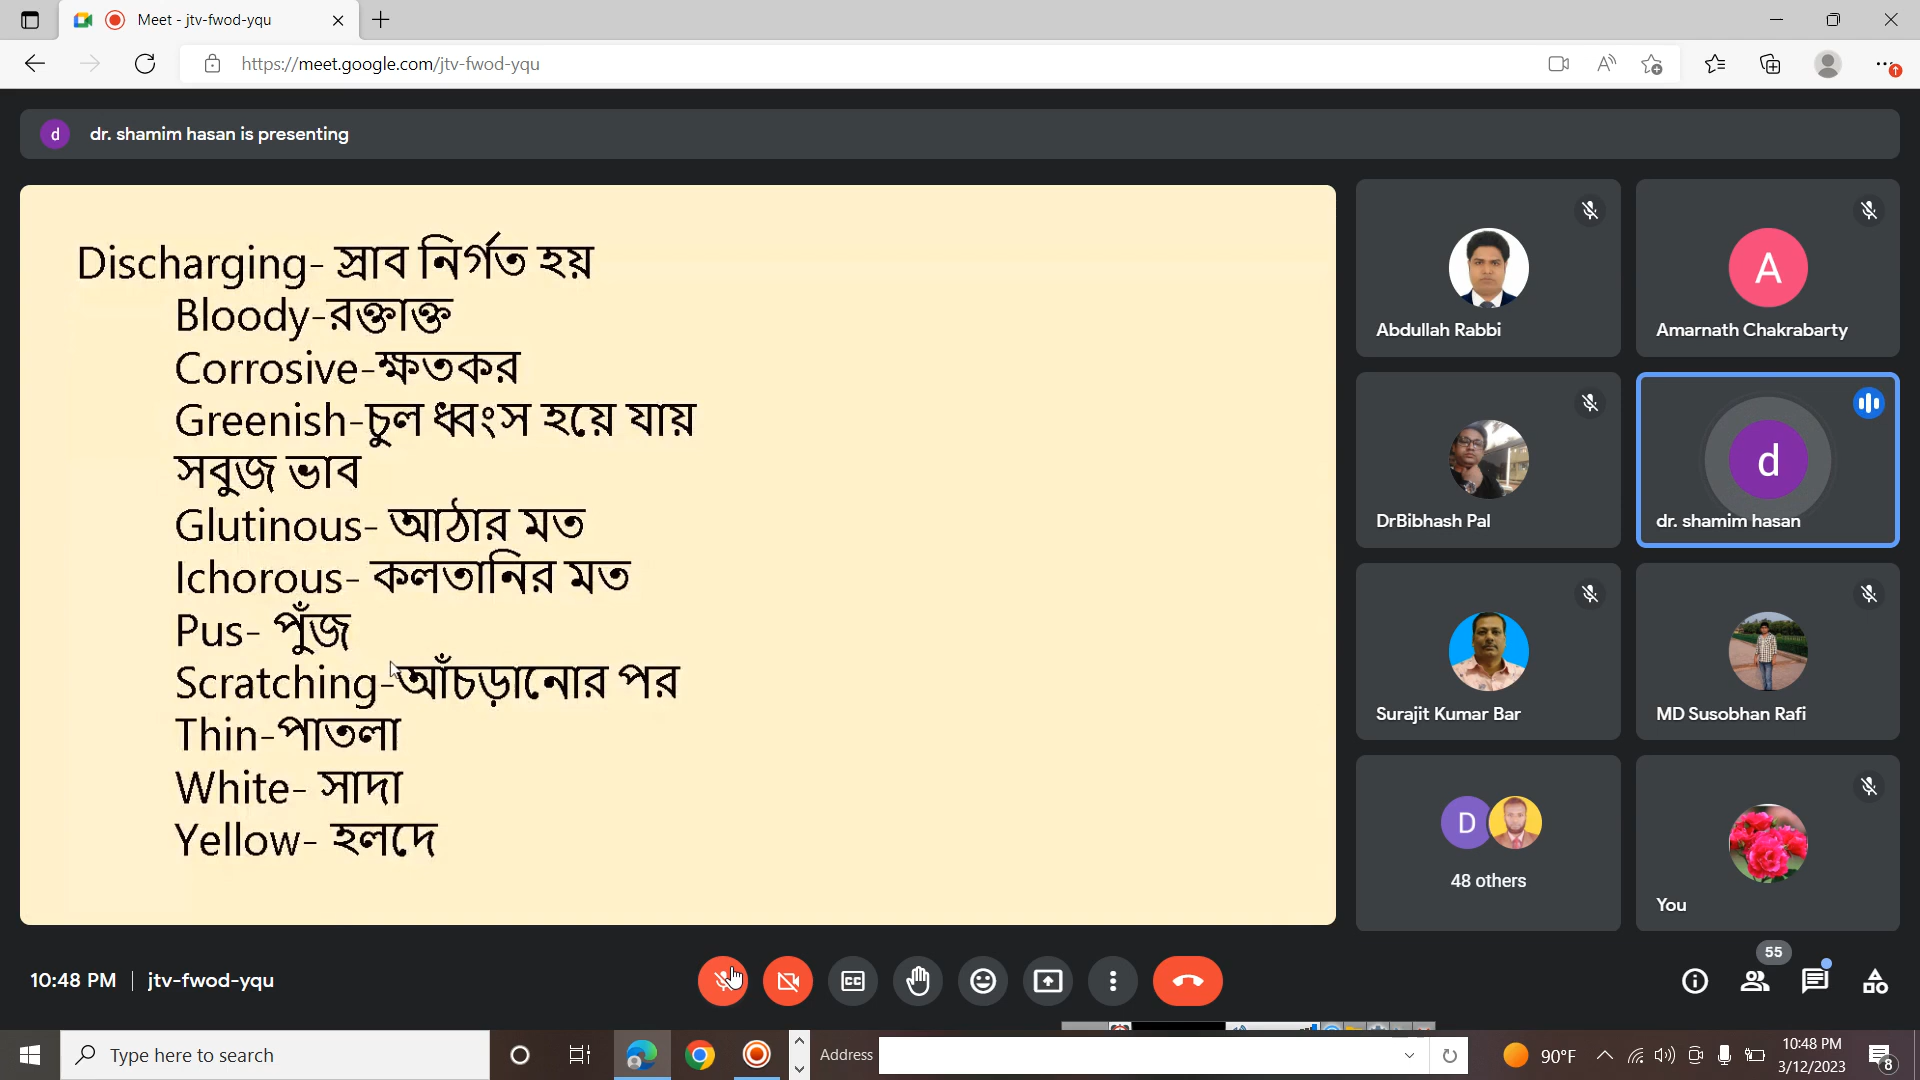 Meet - jtv-fwod-yqu
https://meet.google.com/jtv-fwod-yqu
d
dr. shamim hasan is presenting
Discharging- স্রাব নির্গত হয়
Bloody-রক্তাক্ত
Corrosive-ক্ষতকর
Greenish-চুল ধ্বংস হয়ে যায়
সবুজ ভাব
Glutinous- আঠার মত
Ichorous- কলতানির মত
Pus- পুঁজ
Scratching-আঁচড়ানোর পর
Thin-পাতলা
White- সাদা
Yellow- হলদে
Abdullah Rabbi
A
Amarnath Chakrabarty
DrBibhash Pal
d
dr. shamim hasan
Surajit Kumar Bar
MD Susobhan Rafi
D
48 others
You
10:48 PM | jtv-fwod-yqu
55
Type here to search
Address
90°F
10:48 PM
3/12/2023
8